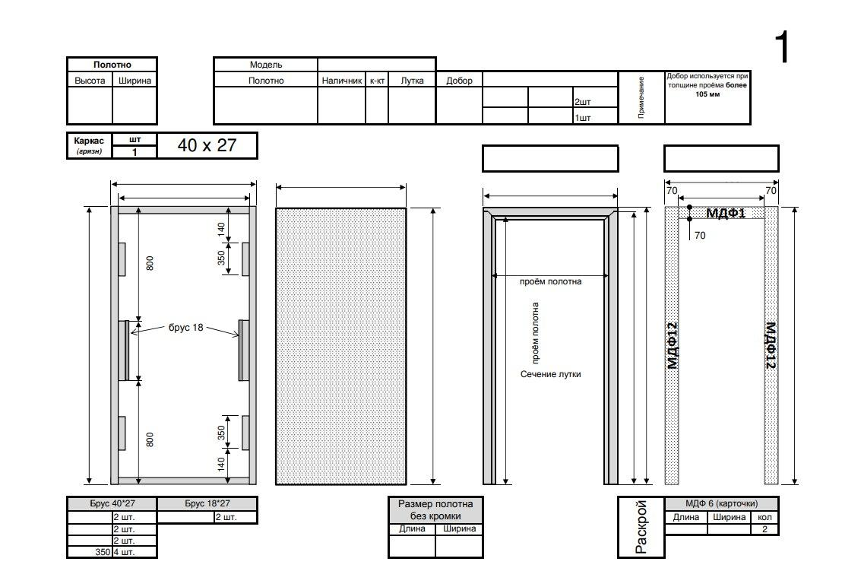 1
Полотно
Высота Ширина
Модель
Полотно Наличник к-кт Лутка Добор
2шт
1шт
Примечание
Добор используется при
толщине проёма более
105 мм
Каркас
(грязн)
шт
1
40 х 27
140
350
800
брус 18
800
350
140
проём полотна
проём полотна
Сечение лутки
70 70
МДФ1
70
МДФ12
МДФ12
Брус 40*27 Брус 18*27
2 шт. 2 шт.
2 шт.
2 шт.
350 4 шт.
Размер полотна
без кромки
Длина Ширина
Раскрой
МДФ 6 (карточки)
Длина Ширина кол
2